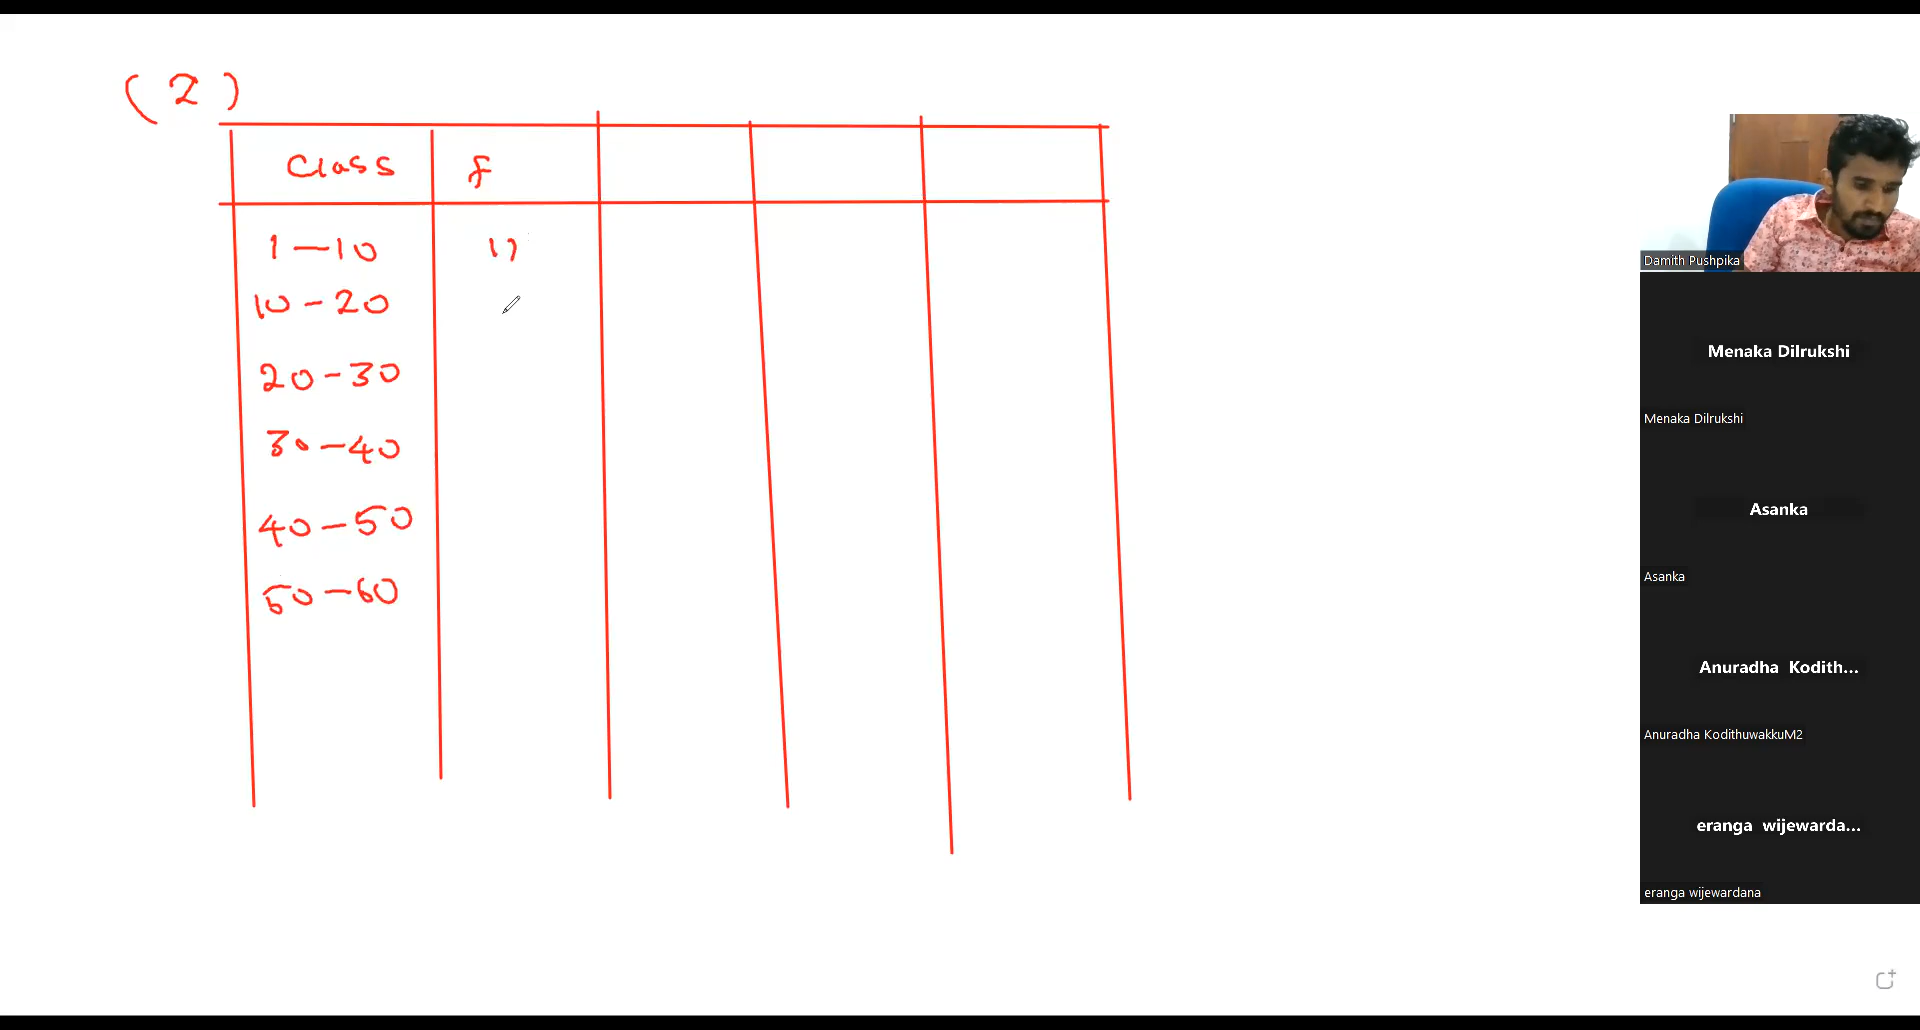 (2)
Class f
1 - 10 11
10 - 20
20 - 30
30 - 40
40 - 50
50 - 60
Damith Pushpika
Menaka Dilrukshi
Menaka Dilrukshi
Asanka
Asanka
Anuradha Kodith...
Anuradha KodithuwakkuM2
eranga wijewarda...
eranga wijewardana